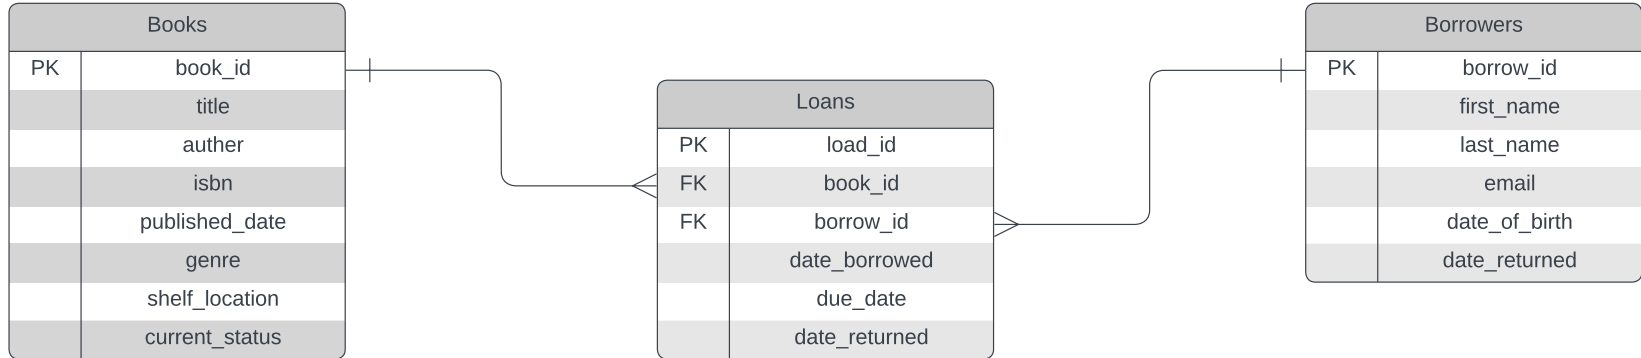 Books
PK book_id
title
auther
isbn
published_date
genre
shelf_location
current_status
Loans
PK load_id
FK book_id
FK borrow_id
date_borrowed
due_date
date_returned
Borrowers
PK borrow_id
first_name
last_name
email
date_of_birth
date_returned